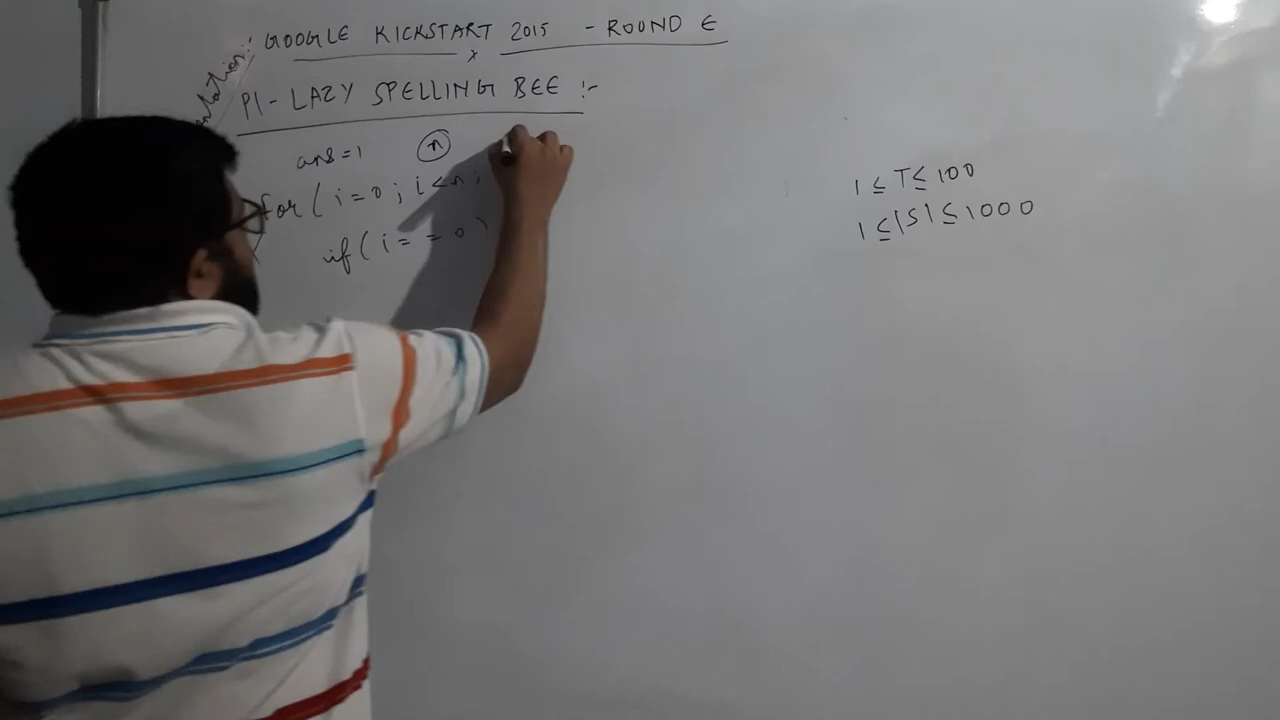 GOOGLE KICKSTART 2015 - ROUND E
x
P1 - LAZY SPELLING BEE :-
ans = 1 n
for ( i = 0 ; i < n ;
if ( i = = 0 )
1 ≤ T ≤ 100
1 ≤ |S| ≤ 1000